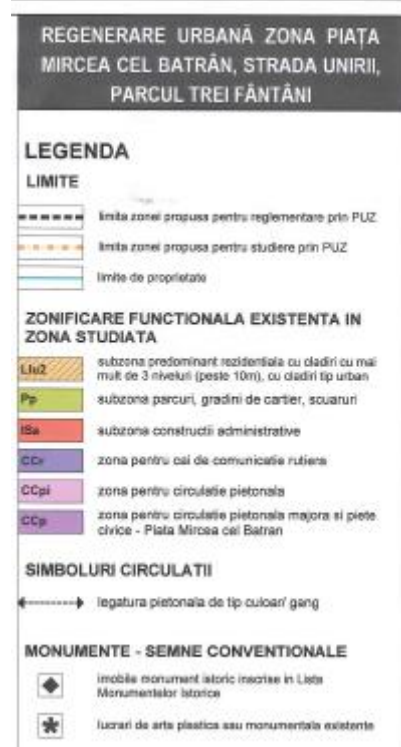 REGENERARE URBANĂ ZONA PIAȚA
MIRCEA CEL BATRÂN, STRADA UNIRII,
PARCUL TREI FÂNTÂNI
LEGENDA
LIMITE
limita zonei propusa pentru reglementare prin PUZ
limita zonei propusa pentru studiere prin PUZ
limite de proprietate
ZONIFICARE FUNCTIONALA EXISTENTA IN
ZONA STUDIATA
LIu2
subzona predominant rezidentiala cu cladiri cu mai
mult de 3 niveluri (peste 10m), cu cladiri tip urban
Pp
subzona parcuri, gradini de cartier, scuaruri
ISa
subzona constructii administrative
CCr
zona pentru cai de comunicatie rutiera
CCpi
zona pentru circulatie pietonala
CCp
zona pentru circulatie pietonala majora si piete
civice - Piata Mircea cel Batran
SIMBOLURI CIRCULATII
legatura pietonala de tip culoar/ gang
MONUMENTE - SEMNE CONVENTIONALE
imobile monument istoric inscrise in Lista
Monumentelor Istorice
lucrari de arta plastica sau monumentala existente